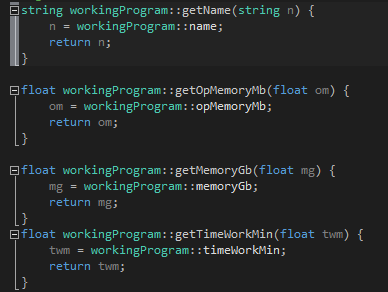 string workingProgram::getName(string n) {
n = workingProgram::name;
return n;
}
float workingProgram::getOpMemoryMb(float om) {
om = workingProgram::opMemoryMb;
return om;
}
float workingProgram::getMemoryGb(float mg) {
mg = workingProgram::memoryGb;
return mg;
}
float workingProgram::getTimeWorkMin(float twm) {
twm = workingProgram::timeWorkMin;
return twm;
}